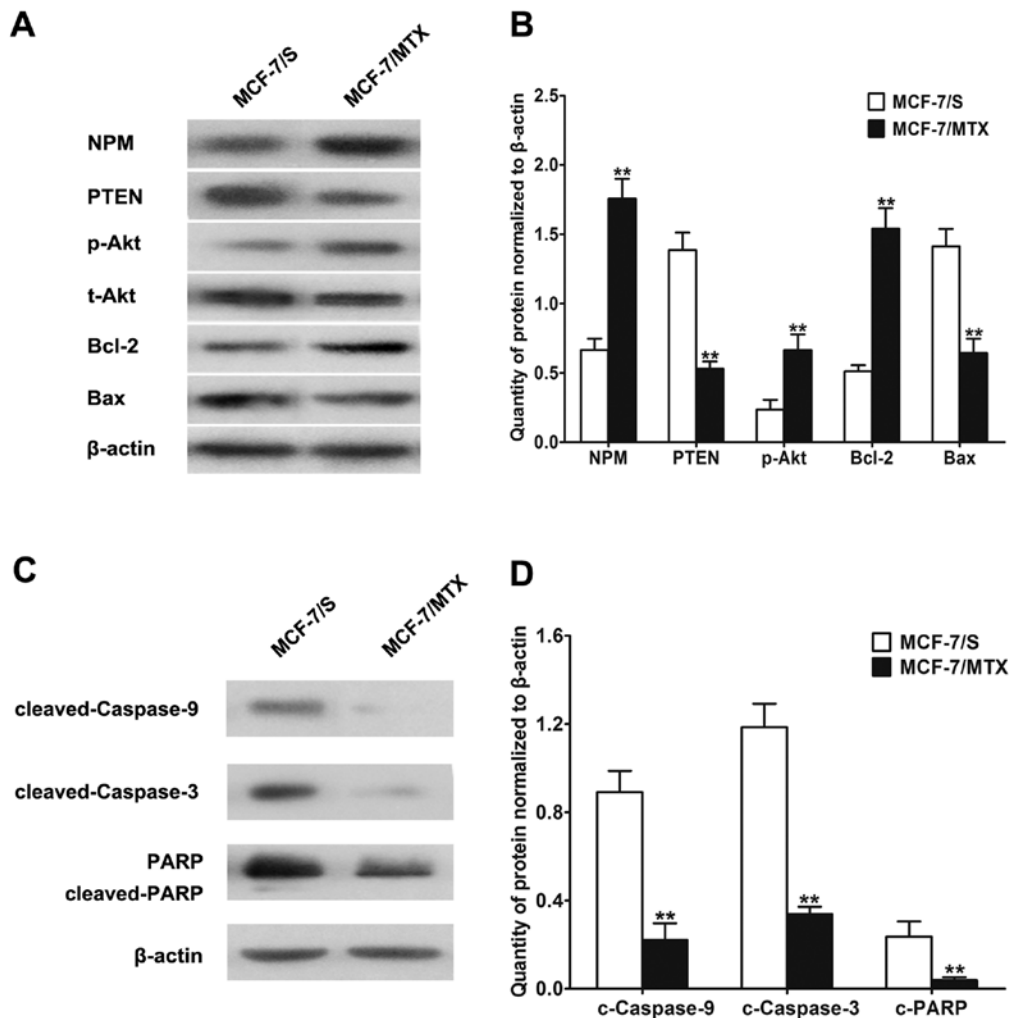 A
MCF-7/S
MCF-7/MTX
NPM
PTEN
p-Akt
t-Akt
Bcl-2
Bax
β-actin
B
Quantity of protein normalized to β-actin
2.5
2.0
1.5
1.0
0.5
0.0
MCF-7/S
MCF-7/MTX
** ** ** ** **
NPM PTEN p-Akt Bcl-2 Bax
C
MCF-7/S
MCF-7/MTX
cleaved-Caspase-9
cleaved-Caspase-3
PARP
cleaved-PARP
β-actin
D
Quantity of protein normalized to β-actin
1.6
1.2
0.8
0.4
0.0
MCF-7/S
MCF-7/MTX
** ** **
c-Caspase-9 c-Caspase-3 c-PARP